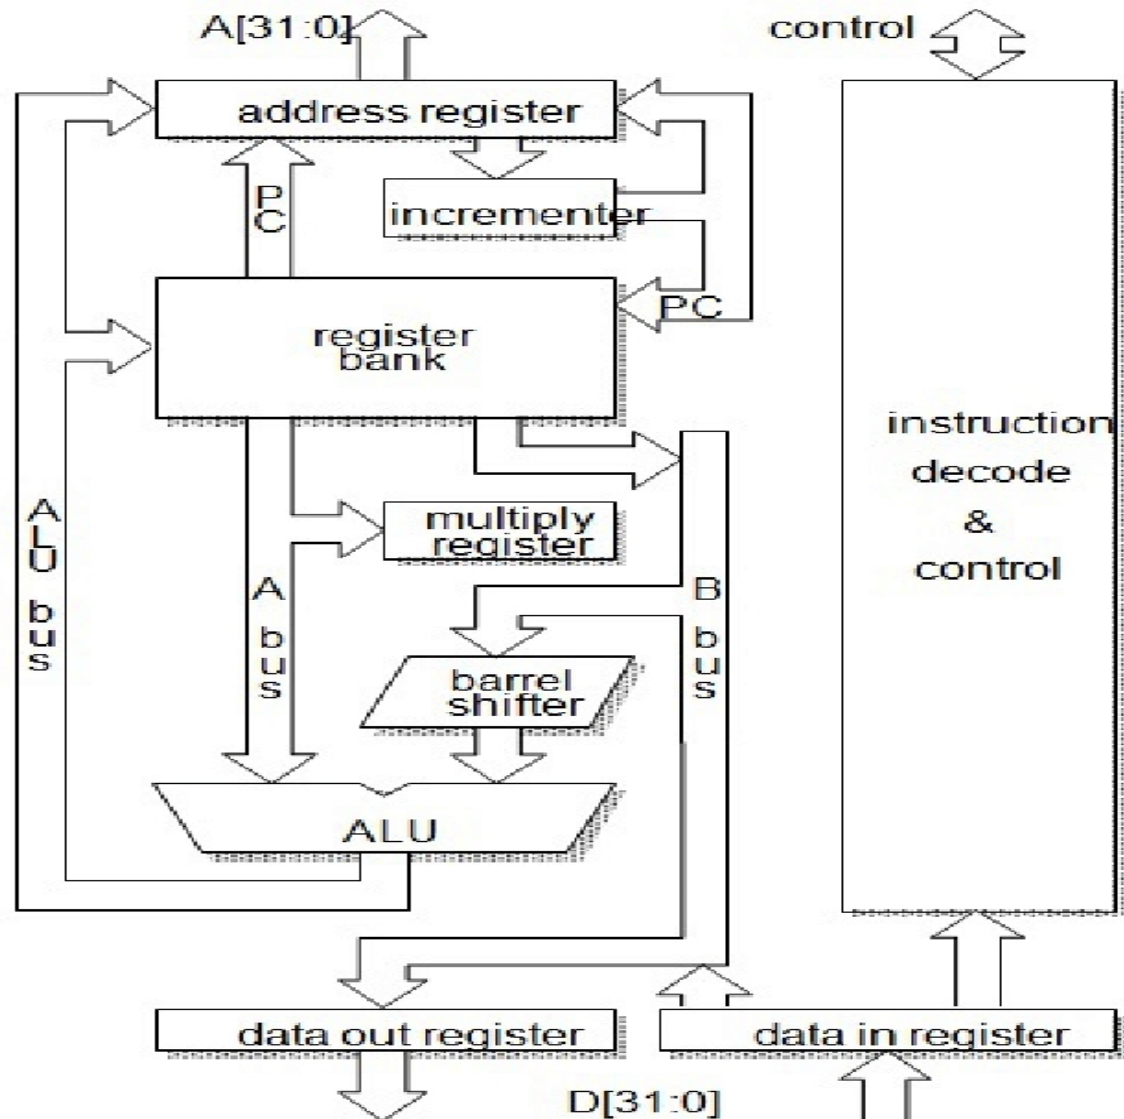 A[31:0]
control
address register
P
C
incrementer
PC
register
bank
instruction
decode
&
control
multiply
register
ALU bus
A bus
B bus
barrel
shifter
ALU
data out register
data in register
D[31:0]